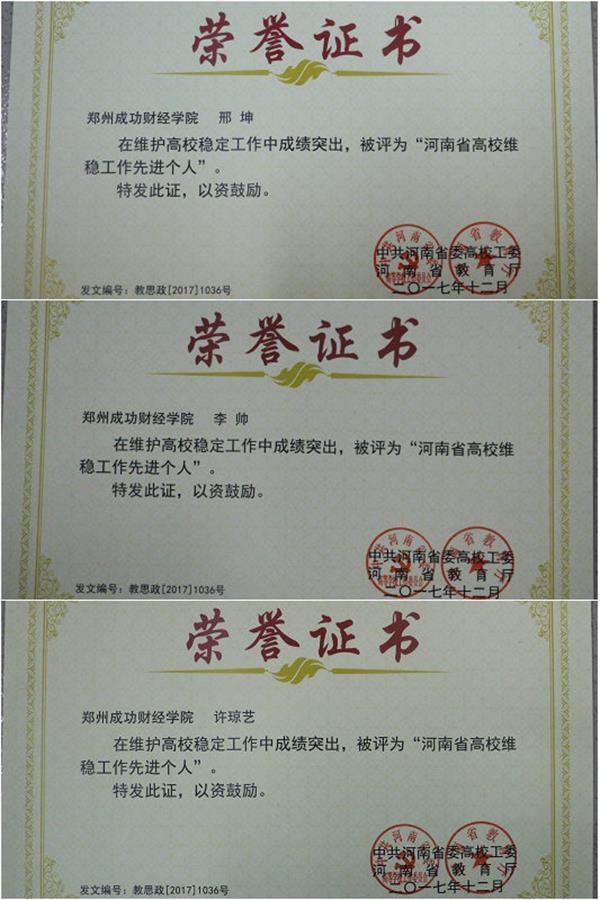 荣誉证书
郑州成功财经学院 邢 坤
在维护高校稳定工作中成绩突出，被评为“河南省高校维
稳工作先进个人”。
特发此证，以资鼓励。
中共河南省委高校工委
河南省教育厅
二〇一七年十二月
发文编号：教思政[2017]1036号
荣誉证书
郑州成功财经学院 李 帅
在维护高校稳定工作中成绩突出，被评为“河南省高校维
稳工作先进个人”。
特发此证，以资鼓励。
中共河南省委高校工委
河南省教育厅
二〇一七年十二月
发文编号：教思政[2017]1036号
荣誉证书
郑州成功财经学院 许琼艺
在维护高校稳定工作中成绩突出，被评为“河南省高校维
稳工作先进个人”。
特发此证，以资鼓励。
中共河南省委高校工委
河南省教育厅
二〇一七年十二月
发文编号：教思政[2017]1036号